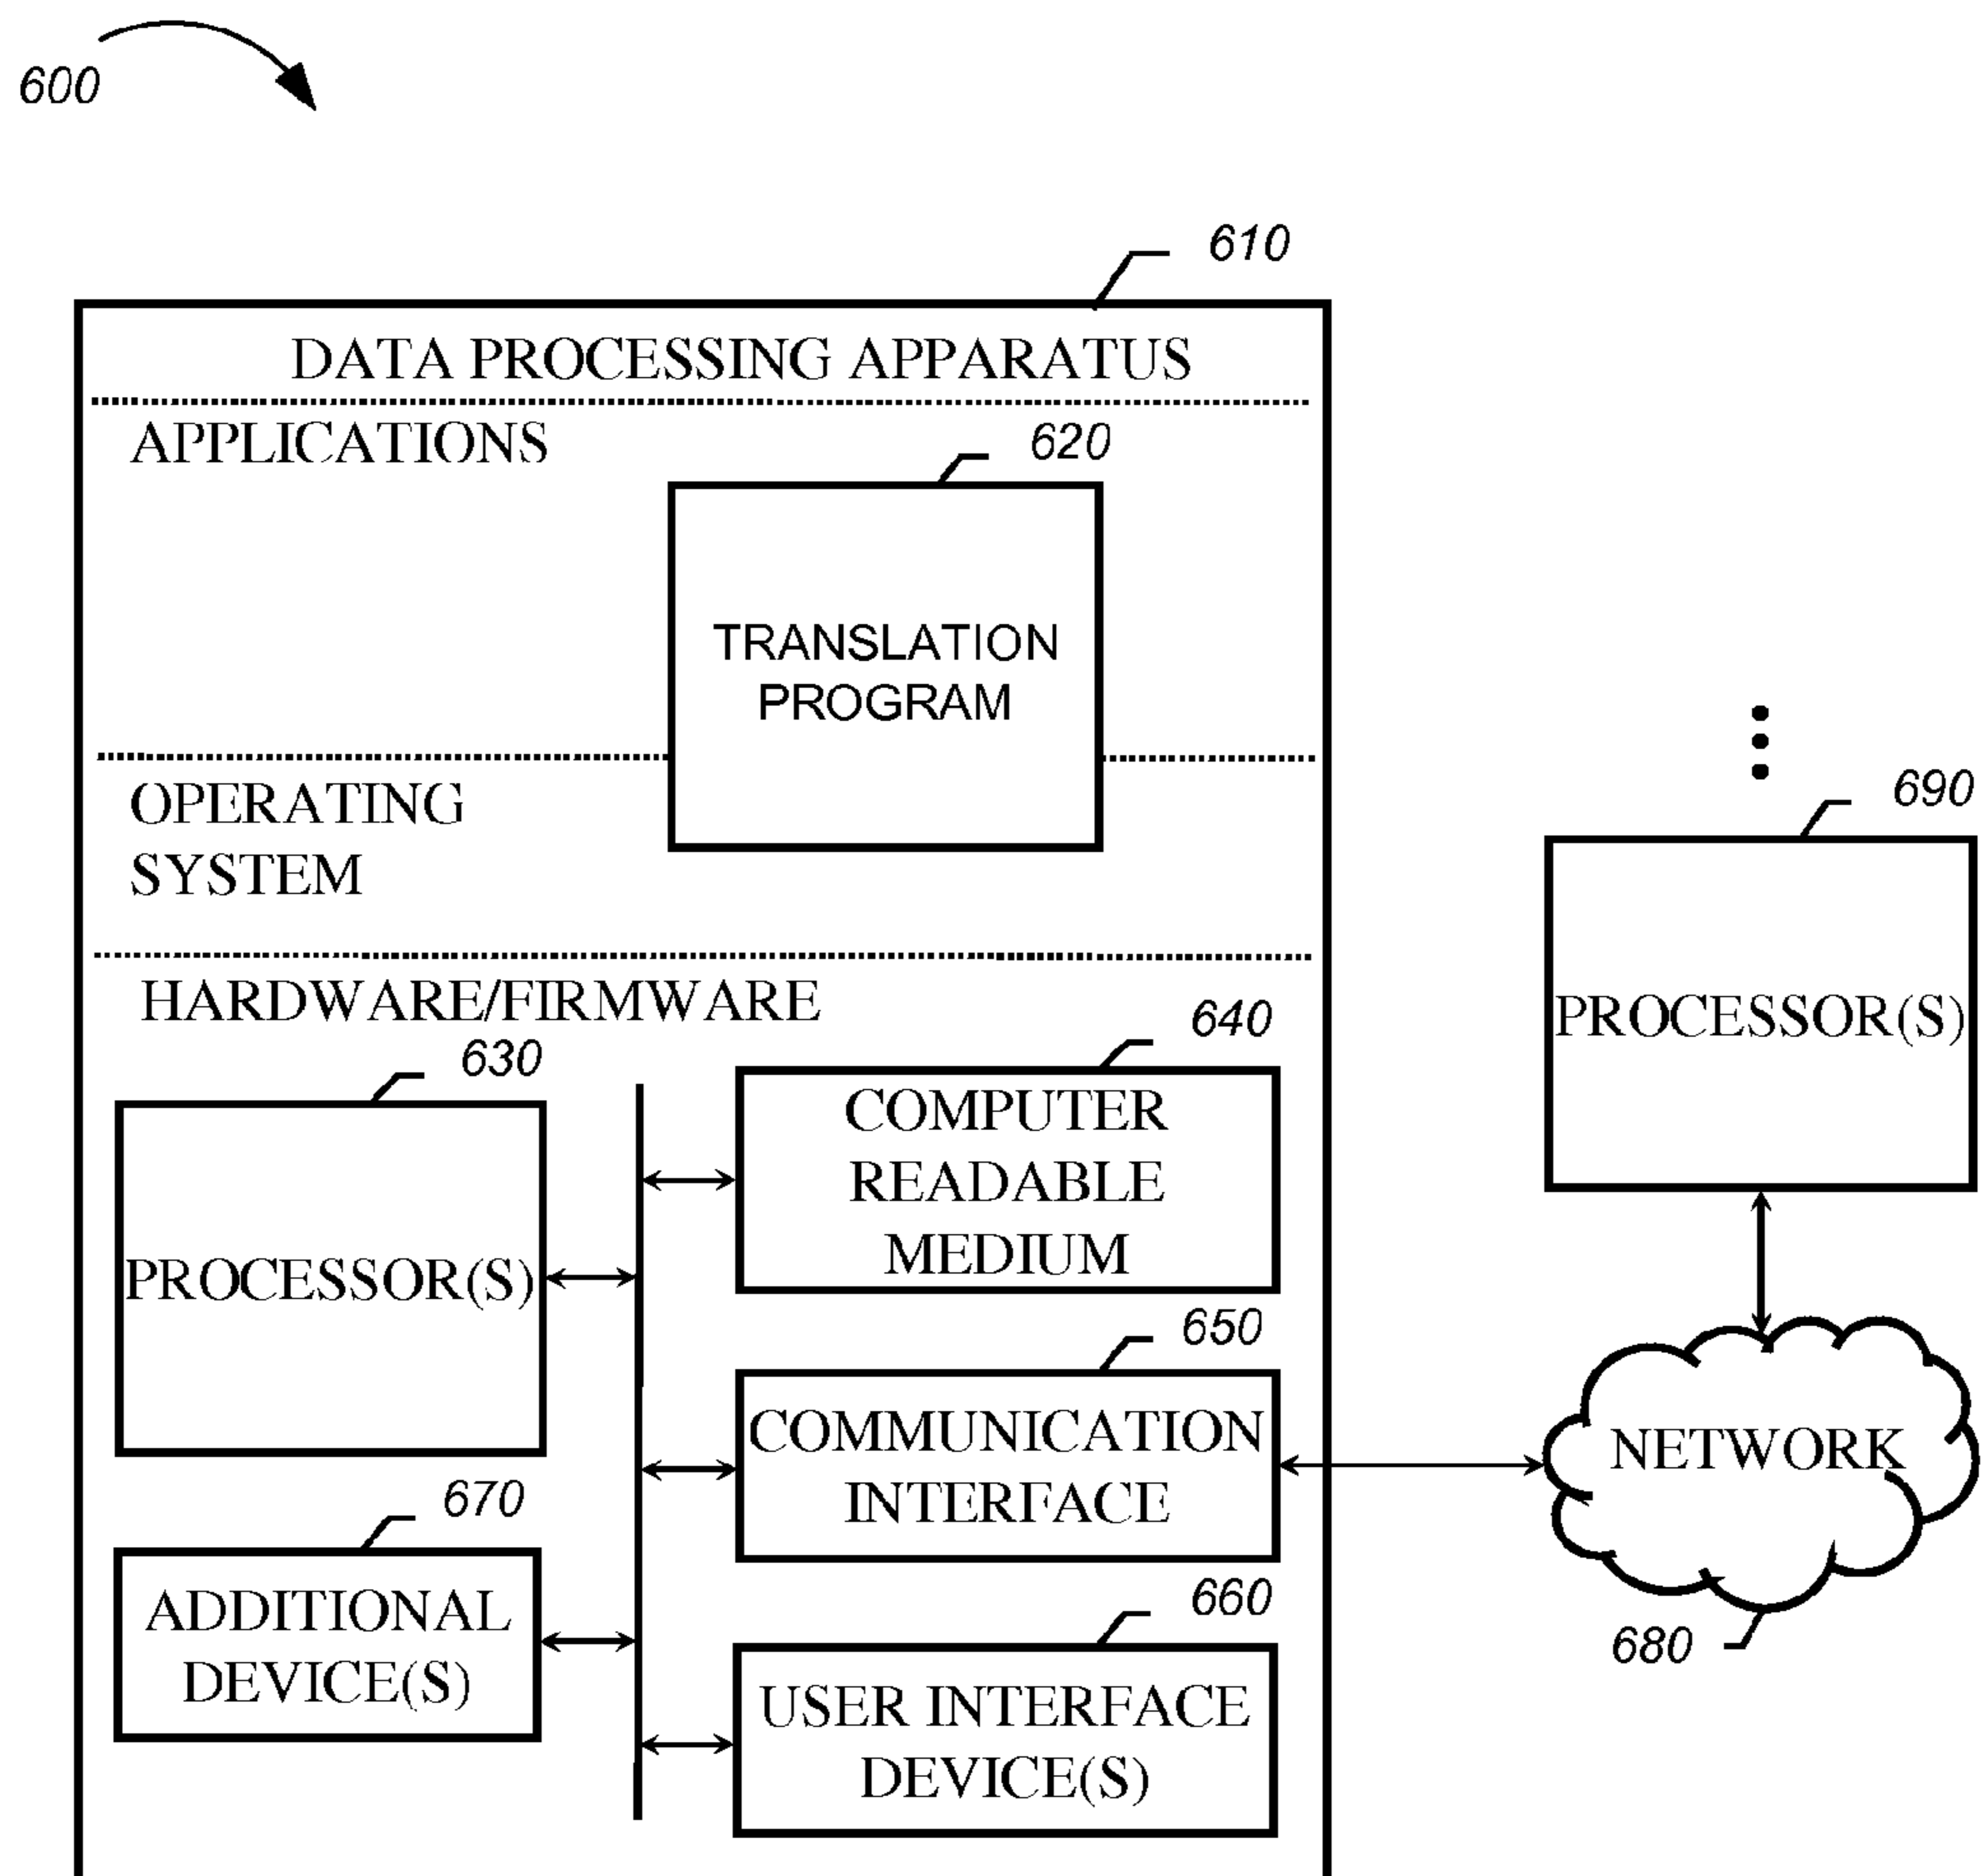 600
610
DATA PROCESSING APPARATUS
APPLICATIONS
620
TRANSLATION
PROGRAM
OPERATING
SYSTEM
690
PROCESSOR(S)
HARDWARE/FIRMWARE
630
PROCESSOR(S)
640
COMPUTER
READABLE
MEDIUM
650
COMMUNICATION
INTERFACE
NETWORK
680
670
ADDITIONAL
DEVICE(S)
660
USER INTERFACE
DEVICE(S)